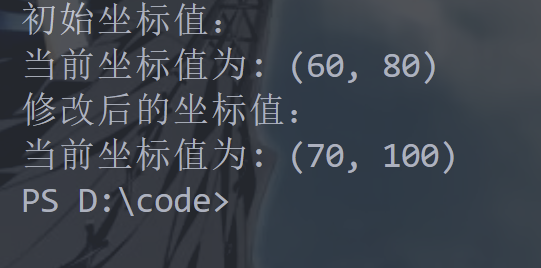 初始坐标值:
当前坐标值为: (60, 80)
修改后的坐标值:
当前坐标值为: (70, 100)
PS D:\code>